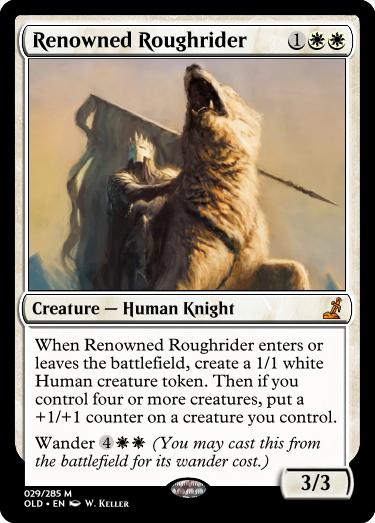 Renowned Roughrider 1
Creature — Human Knight
When Renowned Roughrider enters or
leaves the battlefield, create a 1/1 white
Human creature token. Then if you
control four or more creatures, put a
+1/+1 counter on a creature you control.
Wander 4 (You may cast this from
the battlefield for its wander cost.)
3/3
029/285 M
OLD • EN W. Keller